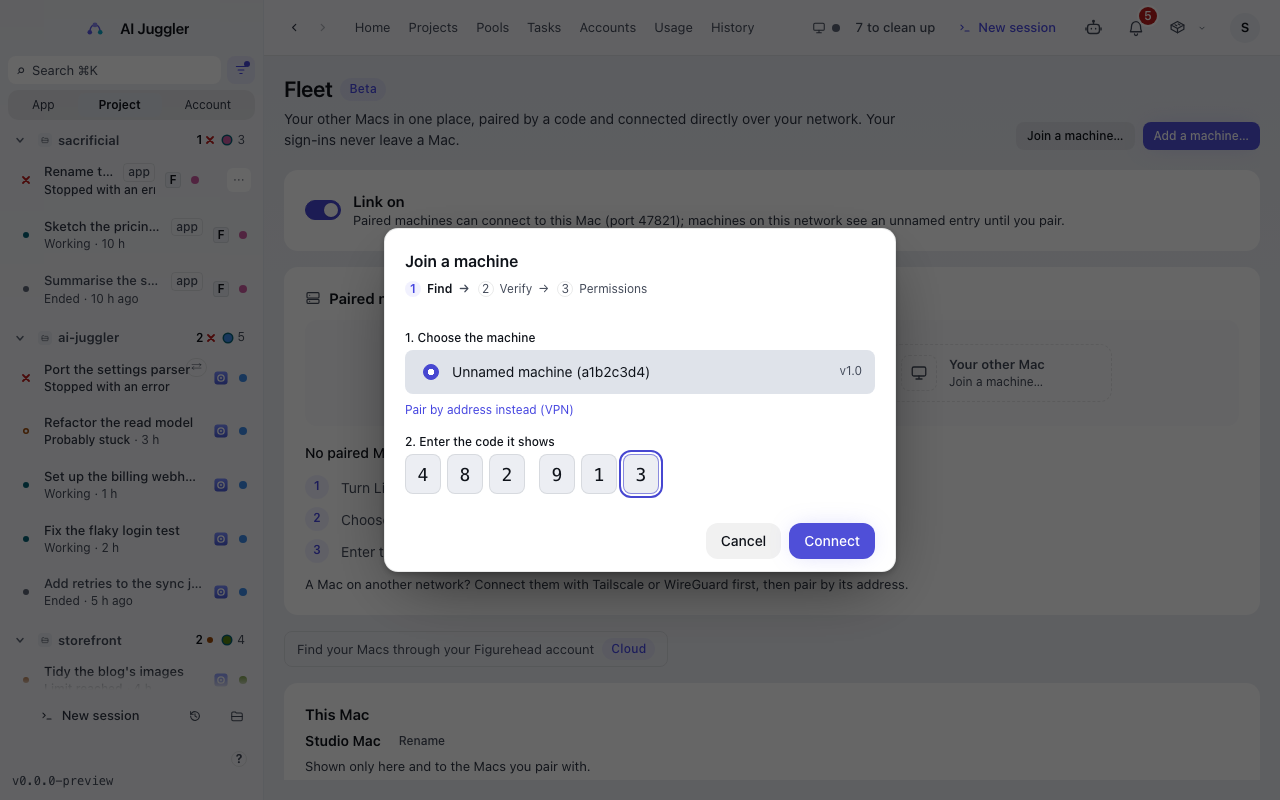 AI Juggler
Search ⌘K
App Project Account
sacrificial 1 3
Rename t... app F
Stopped with an err
Sketch the pricin... app F
Working · 10 h
Summarise the s... app F
Ended · 10 h ago
ai-juggler 2 5
Port the settings parser
Stopped with an error
Refactor the read model
Probably stuck · 3 h
Set up the billing webh...
Working · 1 h
Fix the flaky login test
Working · 2 h
Add retries to the sync j...
Ended · 5 h ago
storefront 2 4
Tidy the blog's images
New session
?
v0.0.0-preview
Home Projects Pools Tasks Accounts Usage History 7 to clean up New session 5 S
Fleet Beta
Your other Macs in one place, paired by a code and connected directly over your network. Your
sign-ins never leave a Mac.
Join a machine... Add a machine...
Link on
Paired machines can connect to this Mac (port 47821); machines on this network see an unnamed entry until you pair.
Paired
Your other Mac
Join a machine...
No paired
1 Turn
2 Choose
3 Enter
A Mac on another network? Connect them with Tailscale or WireGuard first, then pair by its address.
Find your Macs through your Figurehead account Cloud
This Mac
Studio Mac Rename
Shown only here and to the Macs you pair with.
Join a machine
1 Find → 2 Verify → 3 Permissions
1. Choose the machine
Unnamed machine (a1b2c3d4) v1.0
Pair by address instead (VPN)
2. Enter the code it shows
4 8 2 9 1 3
Cancel Connect